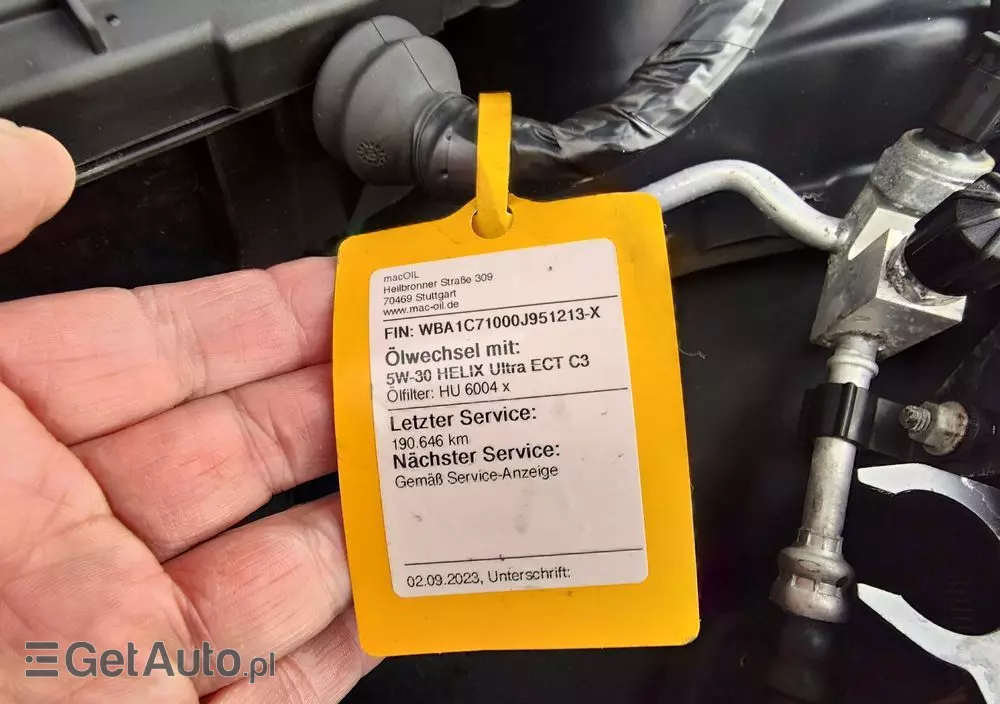 macOIL
Heilbronner Straße 309
70469 Stuttgart
www.mac-oil.de
FIN: WBA1C71000J951213-X
Ölwechsel mit:
5W-30 HELIX Ultra ECT C3
Ölfilter: HU 6004 x
Letzter Service:
190.646 km
Nächster Service:
Gemäß Service-Anzeige
02.09.2023, Unterschrift:
GetAuto.pl